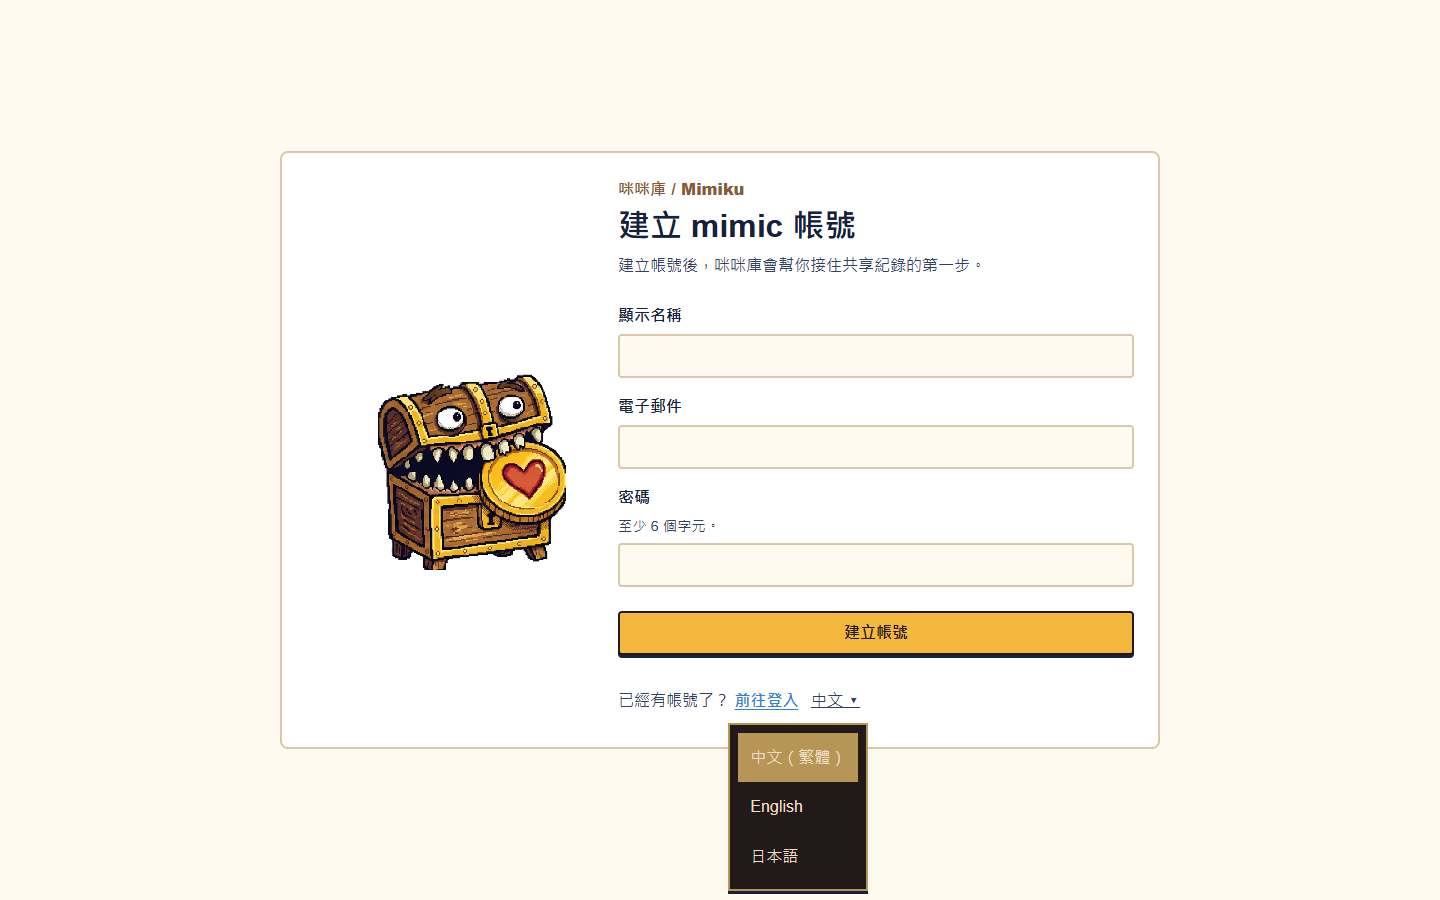 咪咪庫 / Mimiku
建立 mimic 帳號
建立帳號後，咪咪庫會幫你接住共享紀錄的第一步。
顯示名稱
電子郵件
密碼
至少 6 個字元。
建立帳號
已經有帳號了？ 前往登入 中文 ▾
中文（繁體）
English
日本語